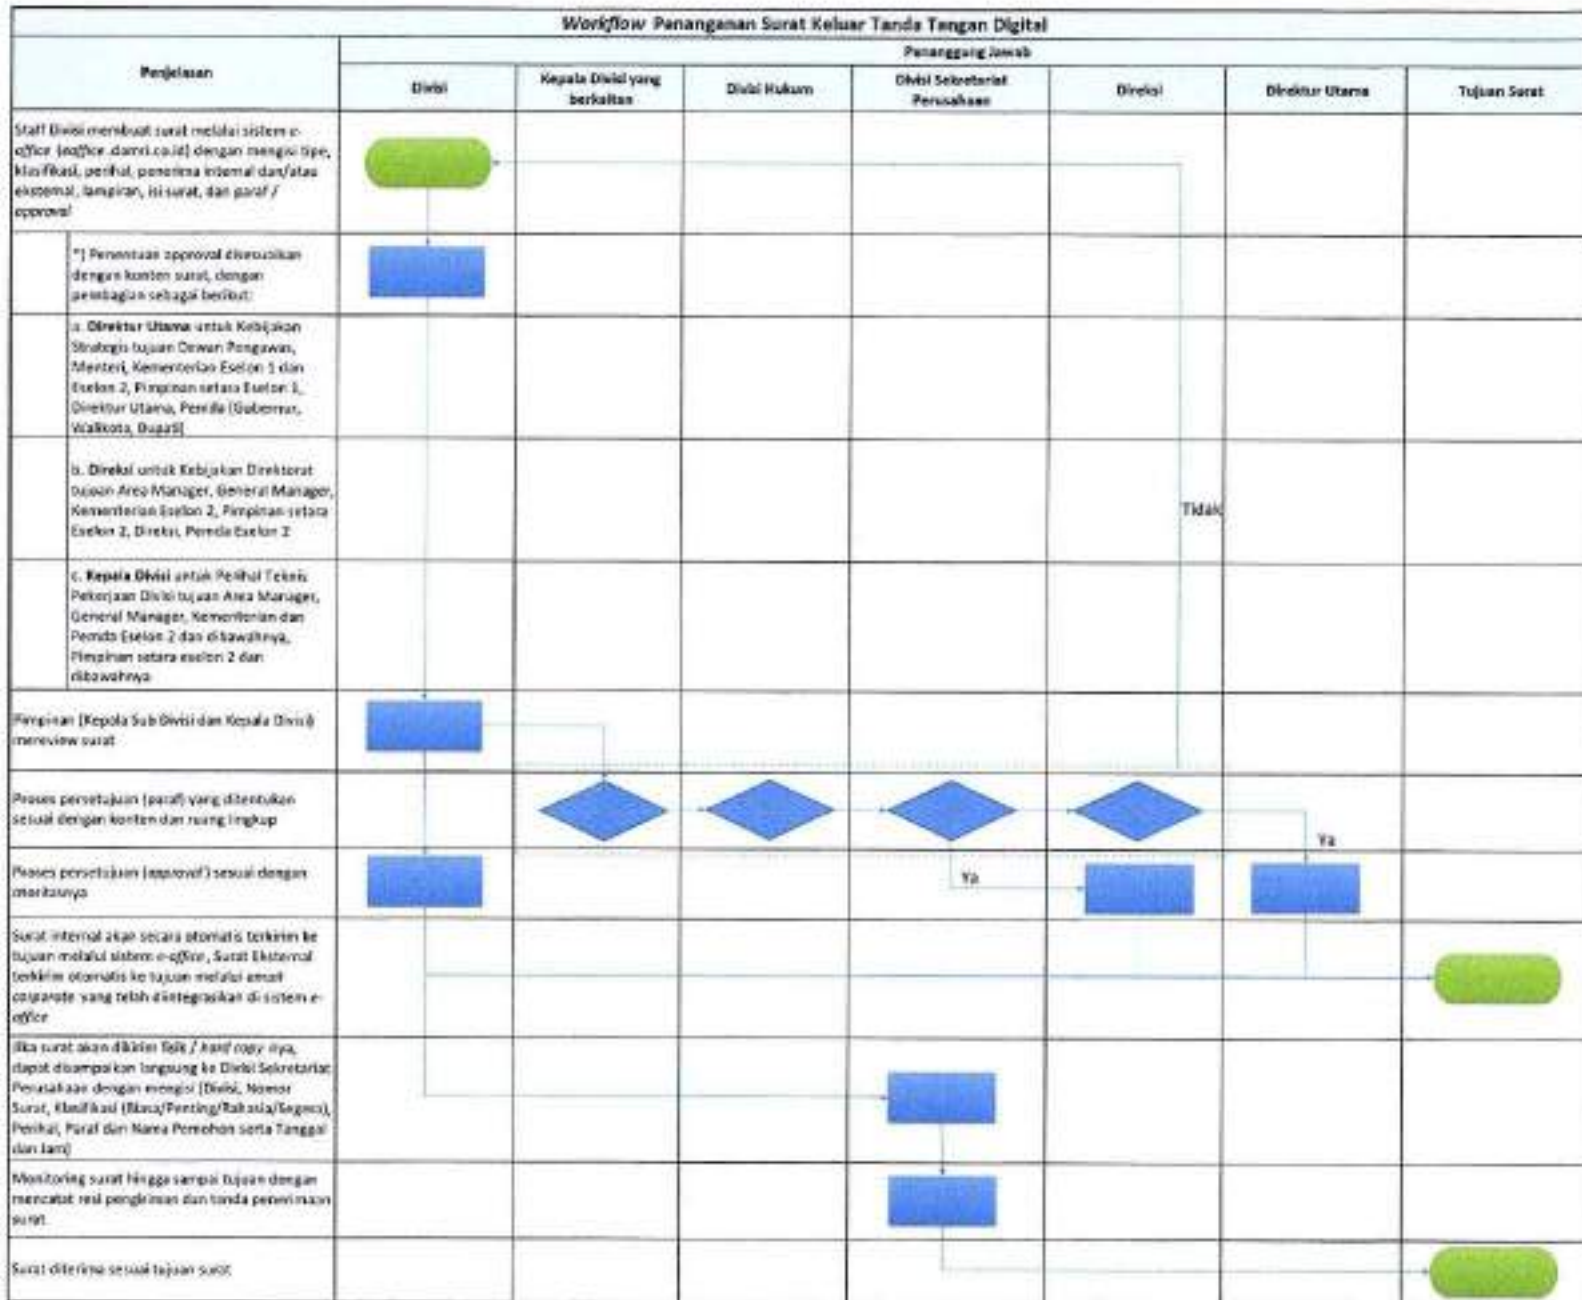 Workflow Penanganan Surat Keluar Tanda Tangan Digital
Penjelasan
Penanggung Jawab
Divisi
Kepala Divisi yang
berkaitan
Divisi Hukum
Divisi Sekretariat
Perusahaan
Direksi
Direktur Utama
Tujuan Surat
Staff Divisi membuat surat melalui sistem e-
office (eoffice.damri.co.id) dengan mengisi tipe,
klasifikasi, perihal, penerima internal dan/atau
eksternal, lampiran, isi surat, dan paraf /
approval
*) Penentuan approval disesuaikan
dengan konten surat, dengan
pembagian sebagai berikut:
a. Direktur Utama untuk Kebijakan
Strategis tujuan Dewan Pengawas,
Menteri, Kementerian Eselon 1 dan
Eselon 2, Pimpinan setara Eselon 1,
Direktur Utama, Pemda (Gubernur,
Walikota, Bupati)
b. Direksi untuk Kebijakan Direktorat
tujuan Area Manager, General Manager,
Kementerian Eselon 2, Pimpinan setara
Eselon 2, Direksi, Pemda Eselon 2
Tidak
c. Kepala Divisi untuk Perihal Teknis
Pekerjaan Divisi tujuan Area Manager,
General Manager, Kementerian dan
Pemda Eselon 2 dan dibawahnya,
Pimpinan setara eselon 2 dan
dibawahnya
Pimpinan (Kepala Sub Divisi dan Kepala Divisi)
mereview surat
Proses persetujuan (paraf) yang ditentukan
sesuai dengan konten dan ruang lingkup
Ya
Proses persetujuan (approval) sesuai dengan
Ya
Surat internal akan secara otomatis terkirim ke
tujuan melalui sistem e-office, Surat Eksternal
terkirim otomatis ke tujuan melalui email
corporate yang telah diintegrasikan di sistem e-
office
Jika surat akan dikirim fisik / hard copy nya,
dapat disampaikan langsung ke Divisi Sekretariat
Perusahaan dengan mengisi (Divisi, Nomor
Surat, Klasifikasi (Biasa/Penting/Rahasia/Segera),
Perihal, Paraf dan Nama Pemohon serta Tanggal
dan Jam)
Monitoring surat hingga sampai tujuan dengan
mencatat resi pengiriman dan tanda penerimaan
surat
Surat diterima sesuai tujuan surat